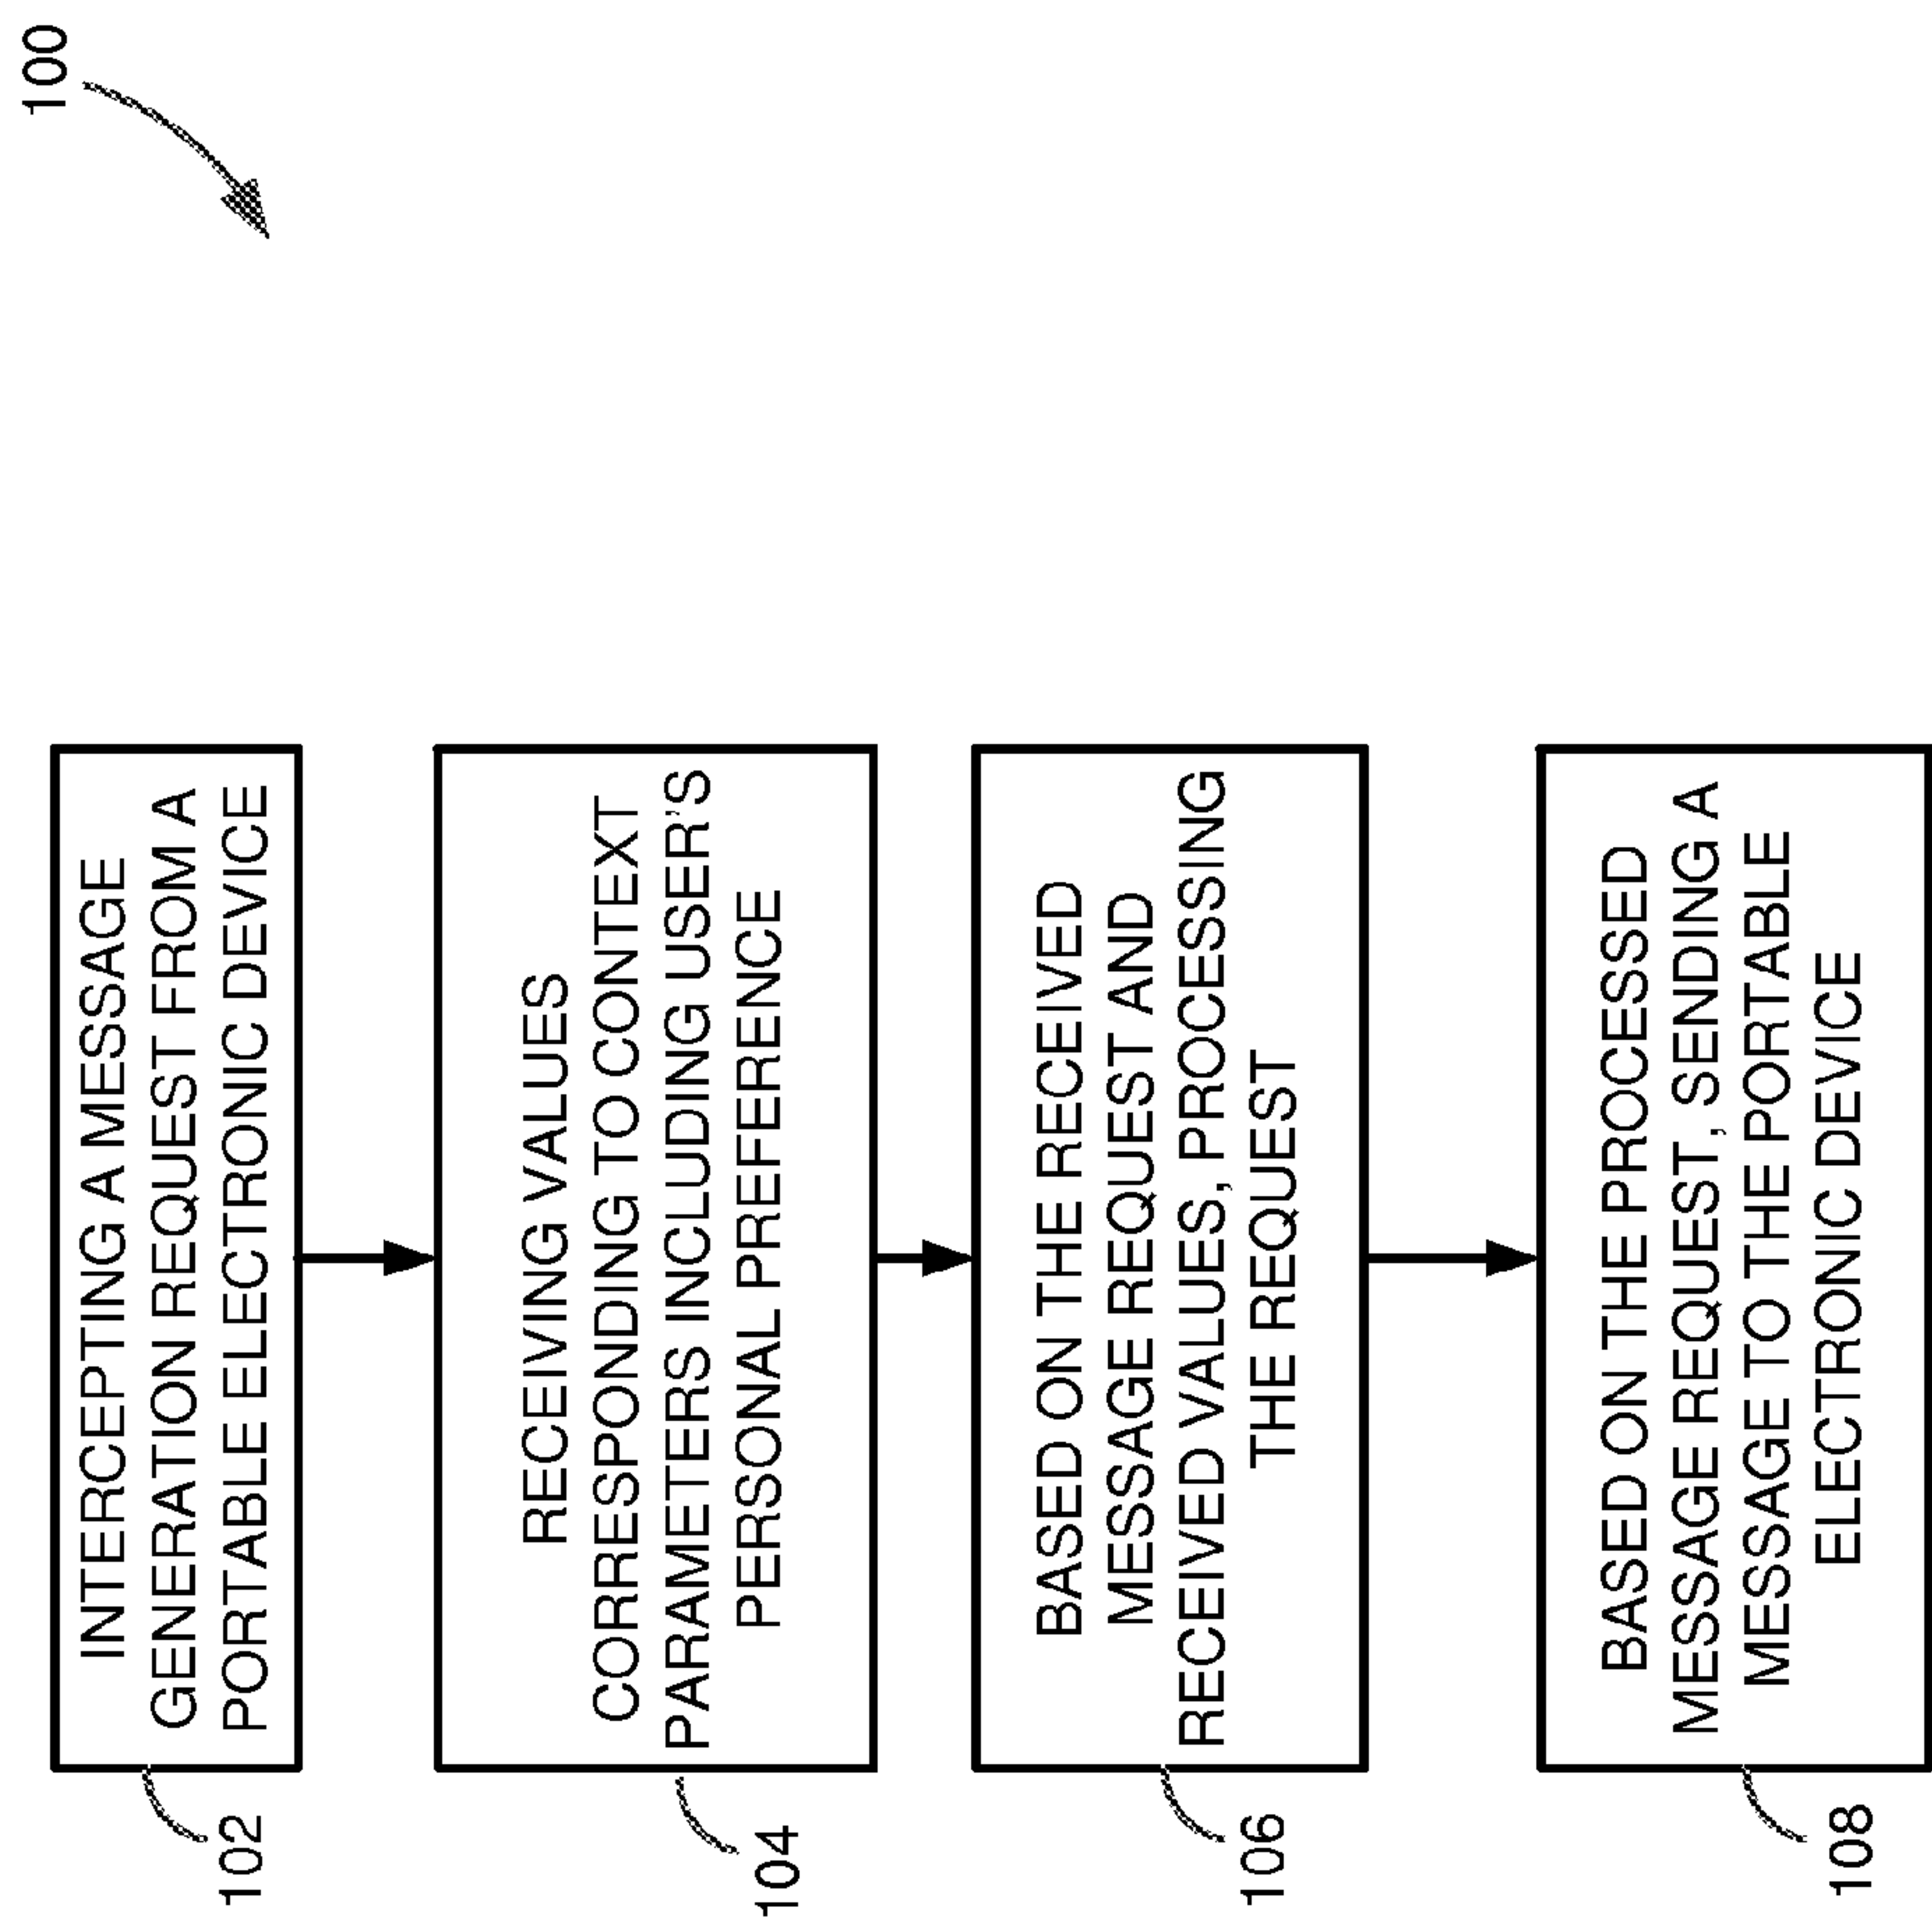 100
INTERCEPTING A MESSAGE
GENERATION REQUEST FROM A
PORTABLE ELECTRONIC DEVICE
102
RECEIVING VALUES
CORRESPONDING TO CONTEXT
PARAMETERS INCLUDING USER'S
PERSONAL PREFERENCE
104
BASED ON THE RECEIVED
MESSAGE REQUEST AND
RECEIVED VALUES, PROCESSING
THE REQUEST
106
BASED ON THE PROCESSED
MESSAGE REQUEST, SENDING A
MESSAGE TO THE PORTABLE
ELECTRONIC DEVICE
108